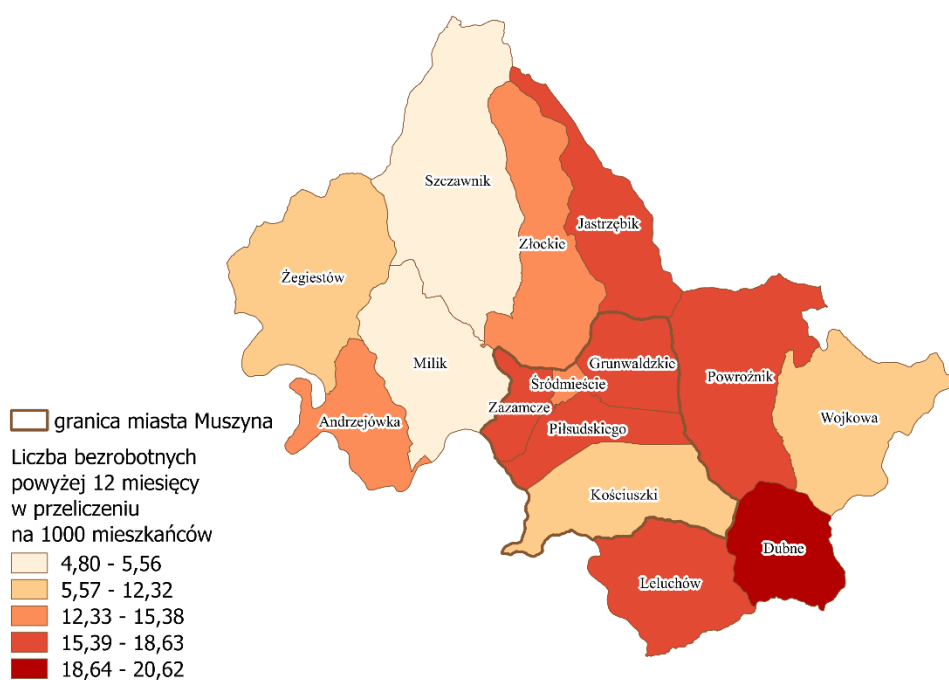 Szczawnik
Jastrzębik
Złockie
Żegiestów
Milik
Grunwaldzkie
Powroźnik
Śródmieście
Zazamcze
Andrzejówka
Wojkowa
Piłsudskiego
Kościuszki
Dubne
Leluchów
granica miasta Muszyna
Liczba bezrobotnych
powyżej 12 miesięcy
w przeliczeniu
na 1000 mieszkańców
4,80 - 5,56
5,57 - 12,32
12,33 - 15,38
15,39 - 18,63
18,64 - 20,62